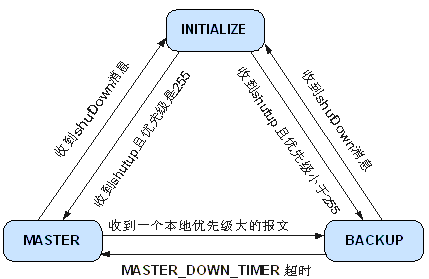 INITIALIZE
收到shutDown消息
收到shutup且优先级是255
收到shutup且优先级小于255
收到shutDown消息
收到一个本地优先级大的报文
MASTER
BACKUP
MASTER_DOWN_TIMER 超时